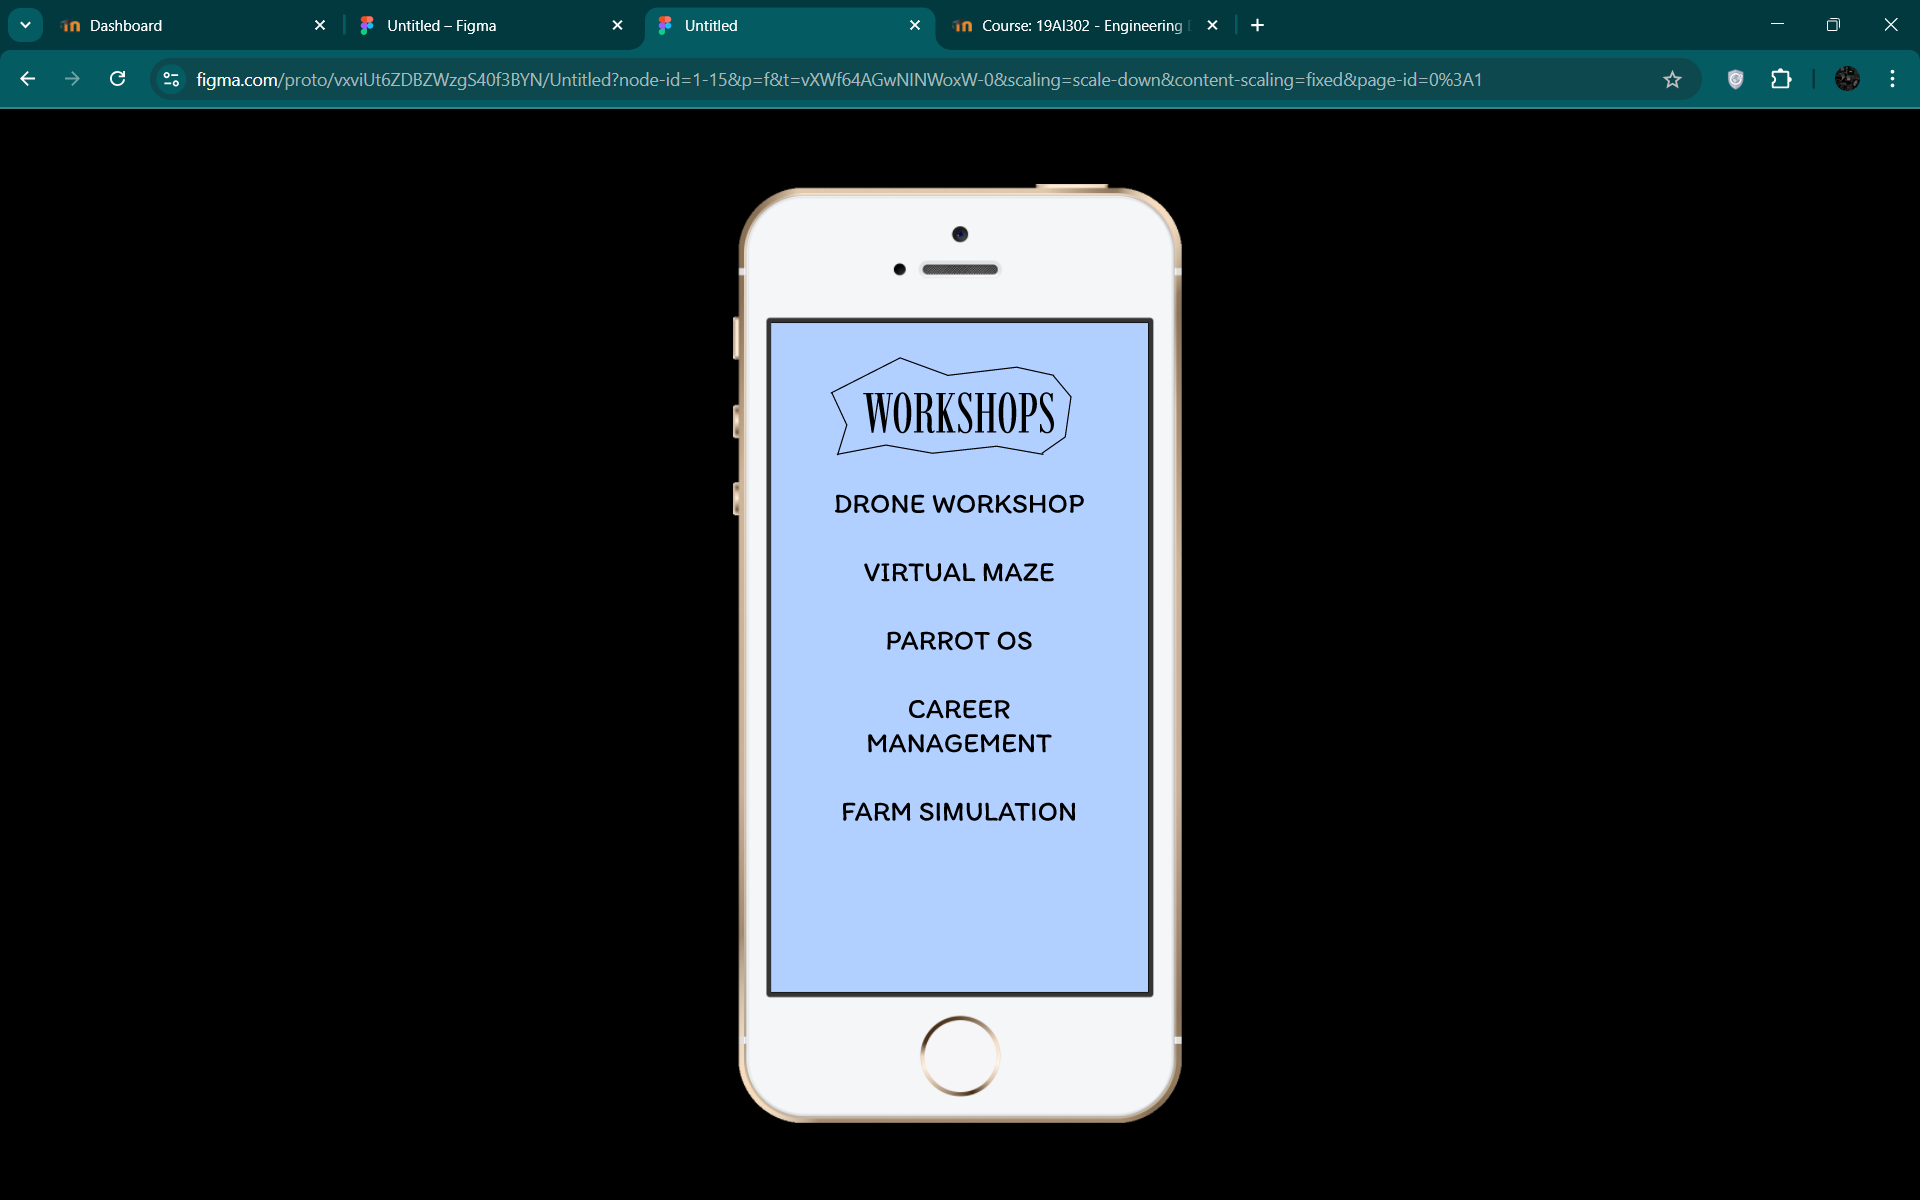 Dashboard
Untitled – Figma
Untitled
Course: 19AI302 - Engineering
figma.com/proto/vxviUt6ZDBZWzgS40f3BYN/Untitled?node-id=1-15&p=f&t=vXWf64AGwNINWoxW-0&scaling=scale-down&content-scaling=fixed&page-id=0%3A1
WORKSHOPS
DRONE WORKSHOP
VIRTUAL MAZE
PARROT OS
CAREER
MANAGEMENT
FARM SIMULATION